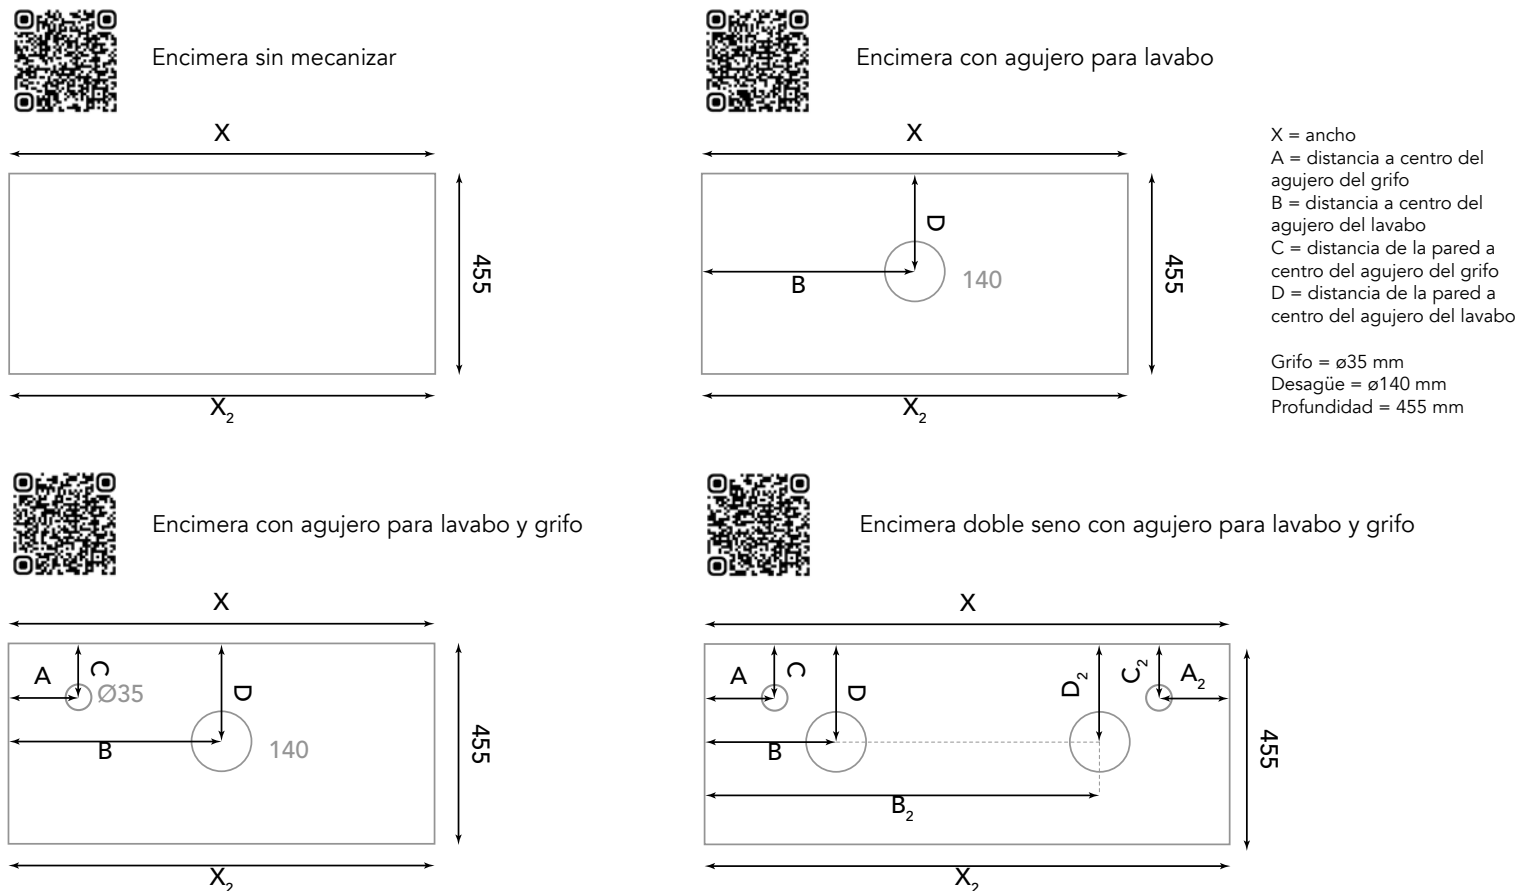 Encimera sin mecanizar
X
455
X₂
Encimera con agujero para lavabo
X
D
B
140
455
X₂
X = ancho
A = distancia a centro del
agujero del grifo
B = distancia a centro del
agujero del lavabo
C = distancia de la pared a
centro del agujero del grifo
D = distancia de la pared a
centro del agujero del lavabo
Grifo = ø35 mm
Desagüe = ø140 mm
Profundidad = 455 mm
Encimera con agujero para lavabo y grifo
X
A
C
Ø35
D
B
140
455
X₂
Encimera doble seno con agujero para lavabo y grifo
X
A
C
D
D₂
C₂
A₂
B
B₂
455
X₂